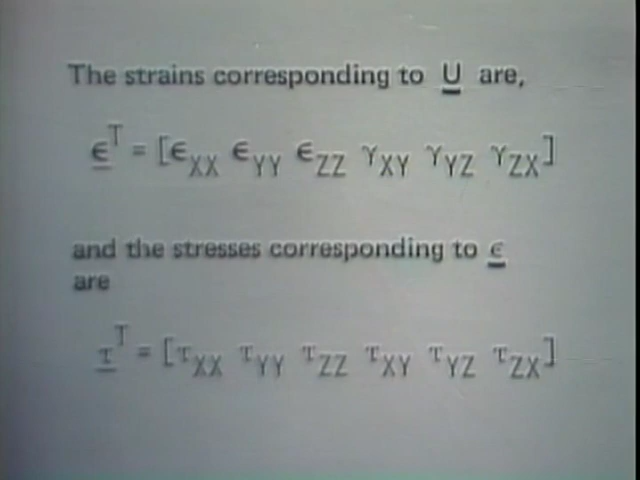 The strains corresponding to U are,
ϵ^T = [ϵ_XX ϵ_YY ϵ_ZZ γ_XY γ_YZ γ_ZX]
and the stresses corresponding to ϵ
are
τ^T = [τ_XX τ_YY τ_ZZ τ_XY τ_YZ τ_ZX]